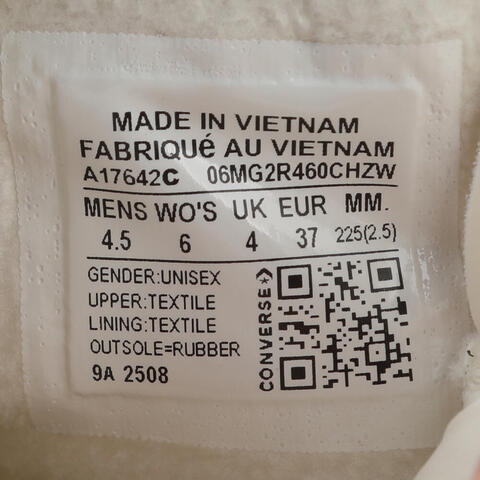 MADE IN VIETNAM
FABRIQUé AU VIETNAM
A17642C 06MG2R460CHZW
MENS WO'S UK EUR MM.
4.5 6 4 37 225(2.5)
GENDER:UNISEX
UPPER:TEXTILE
LINING:TEXTILE
OUTSOLE=RUBBER
9A 2508
CONVERSE